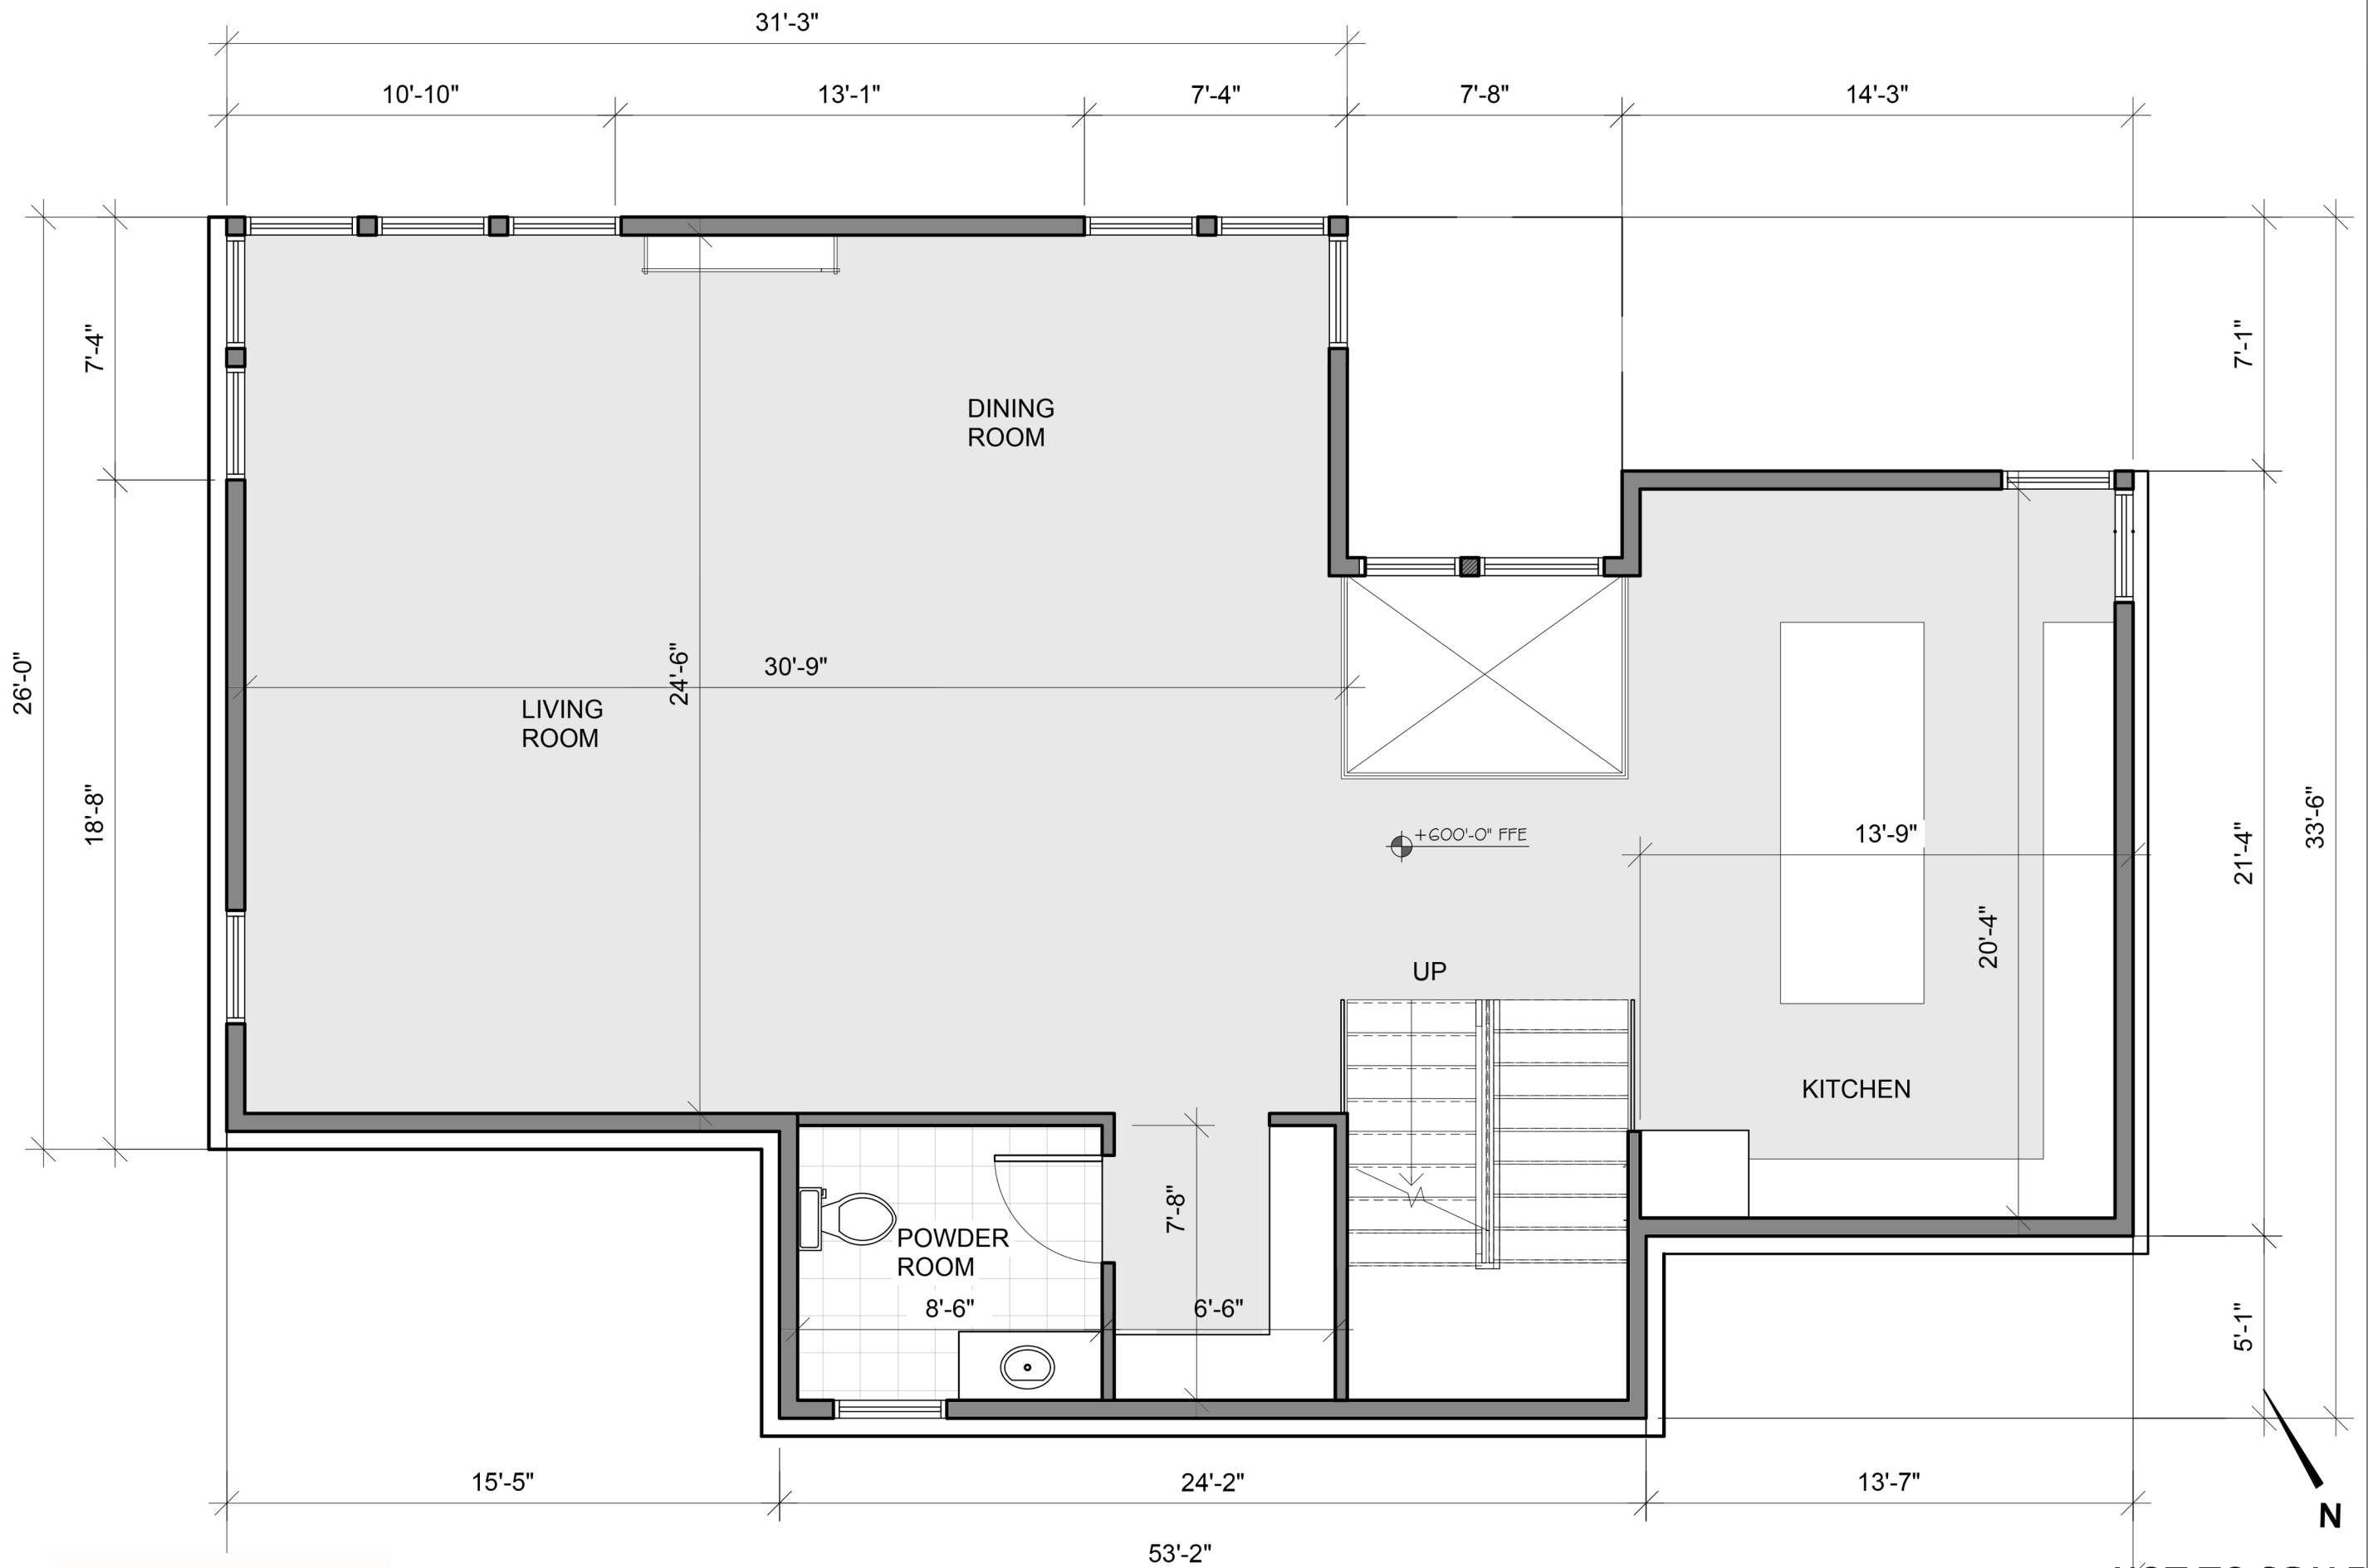 31'-3"
10'-10"
13'-1"
7'-4"
7'-8"
14'-3"
7'-4"
7'-1"
DINING
ROOM
26'-0"
24'-6"
30'-9"
LIVING
ROOM
18'-8"
+600'-0" FFE
13'-9"
21'-4"
33'-6"
20'-4"
UP
KITCHEN
7'-8"
POWDER
ROOM
8'-6"
6'-6"
5'-1"
15'-5"
24'-2"
13'-7"
N
53'-2"